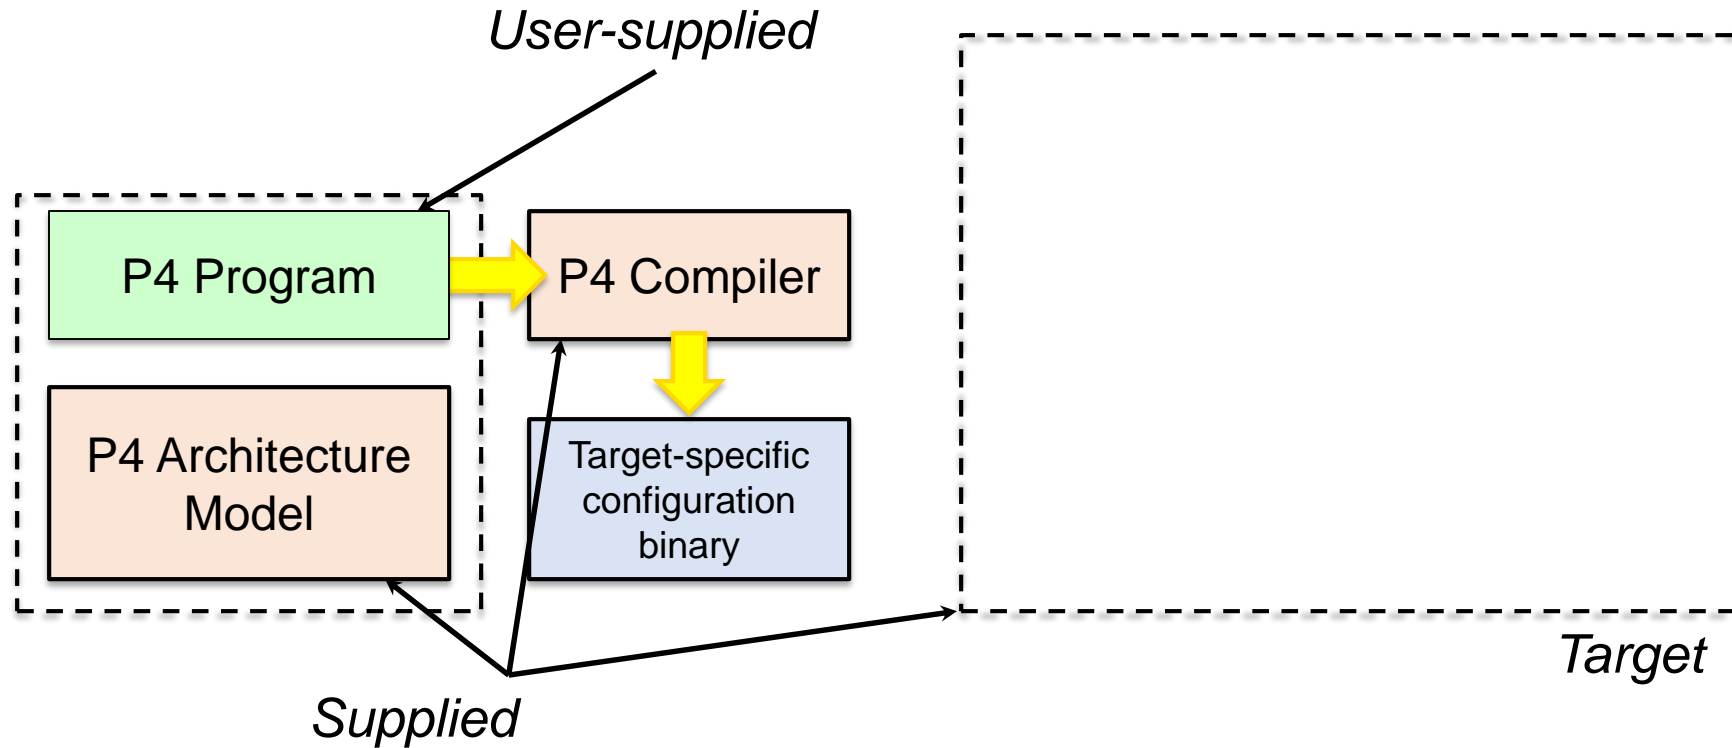 User-supplied
P4 Program
P4 Compiler
P4 Architecture
Model
Target-specific
configuration
binary
Target
Supplied